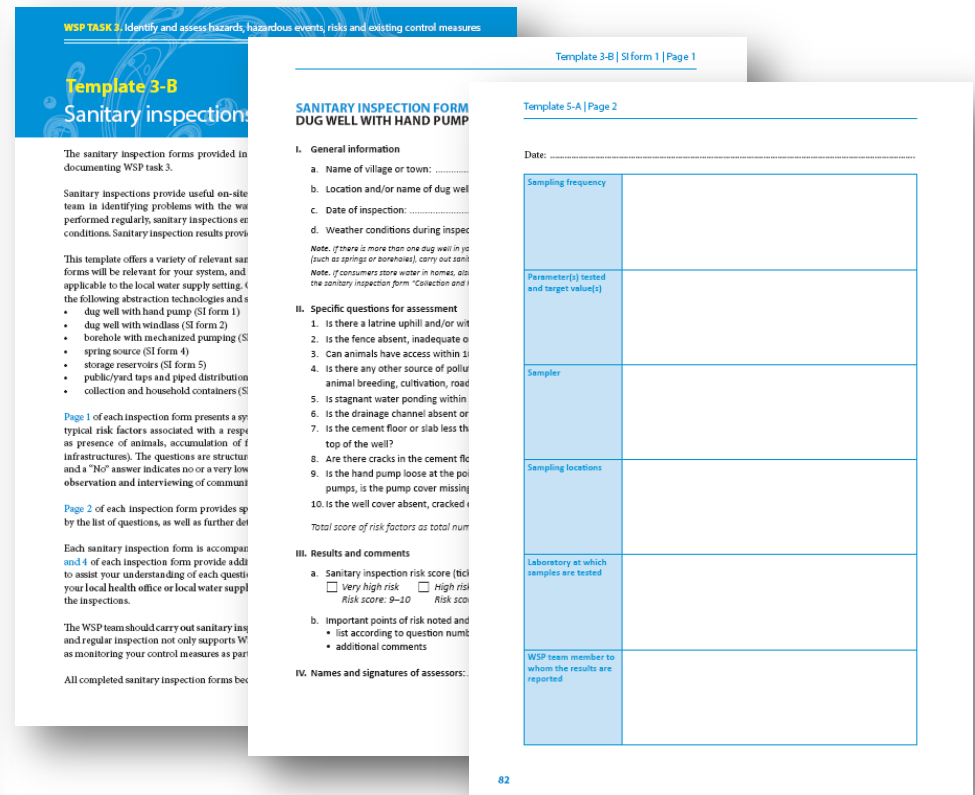 WSP TASK 3. Identify and assess hazards, hazardous events, risks and existing control measures
Template 3-B
Sanitary inspections
The sanitary inspection forms provided in
documenting WSP task 3.
Sanitary inspections provide useful on-site
team in identifying problems with the wa
performed regularly, sanitary inspections en
conditions. Sanitary inspection results provi
This template offers a variety of relevant san
forms will be relevant for your system, and
applicable to the local water supply setting.
the following abstraction technologies and s
• dug well with hand pump (SI form 1)
• dug well with windlass (SI form 2)
• borehole with mechanized pumping (S
• spring source (SI form 4)
• storage reservoirs (SI form 5)
• public/yard taps and piped distribution
• collection and household containers (S
Page 1 of each inspection form presents a sy
typical risk factors associated with a respe
as presence of animals, accumulation of f
infrastructures). The questions are structur
and a “No” answer indicates no or a very low
observation and interviewing of communi
Page 2 of each inspection form provides sp
by the list of questions, as well as further det
Each sanitary inspection form is accompan
and 4 of each inspection form provide addi
to assist your understanding of each questi
your local health office or local water suppl
the inspections.
The WSP team should carry out sanitary insp
and regular inspection not only supports W
as monitoring your control measures as part
All completed sanitary inspection forms bec
Template 3-B | SI form 1 | Page 1
SANITARY INSPECTION FORM
DUG WELL WITH HAND PUMP
I. General information
a. Name of village or town: ............
b. Location and/or name of dug well
c. Date of inspection: ....................
d. Weather conditions during inspec
Note. If there is more than one dug well in yo
(such as springs or boreholes), carry out sanit
Note. If consumers store water in homes, als
the sanitary inspection form “Collection and
II. Specific questions for assessment
1. Is there a latrine uphill and/or wit
2. Is the fence absent, inadequate o
3. Can animals have access within 1
4. Is there any other source of pollu
animal breeding, cultivation, road
5. Is stagnant water ponding within
6. Is the drainage channel absent or
7. Is the cement floor or slab less th
top of the well?
8. Are there cracks in the cement flo
9. Is the hand pump loose at the poi
pumps, is the pump cover missing
10. Is the well cover absent, cracked
Total score of risk factors as total num
III. Results and comments
a. Sanitary inspection risk score (tick
Very high risk High risk
Risk score: 9–10 Risk sco
b. Important points of risk noted and
• list according to question numb
• additional comments
IV. Names and signatures of assessors:
Template 5-A | Page 2
Date: ............................................................
Sampling frequency
Parameter(s) tested
and target value(s)
Sampler
Sampling locations
Laboratory at which
samples are tested
WSP team member to
whom the results are
reported
82